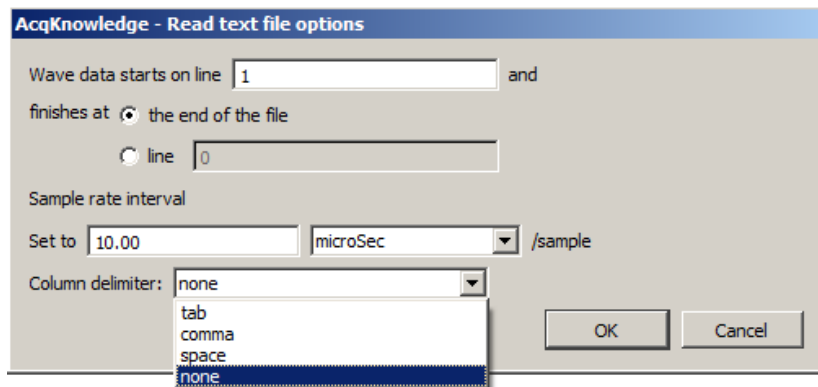 AcqKnowledge - Read text file options
Wave data starts on line 1 and
finishes at the end of the file
line 0
Sample rate interval
Set to 10.00 microSec /sample
Column delimiter: none
tab
comma
space
none
OK Cancel